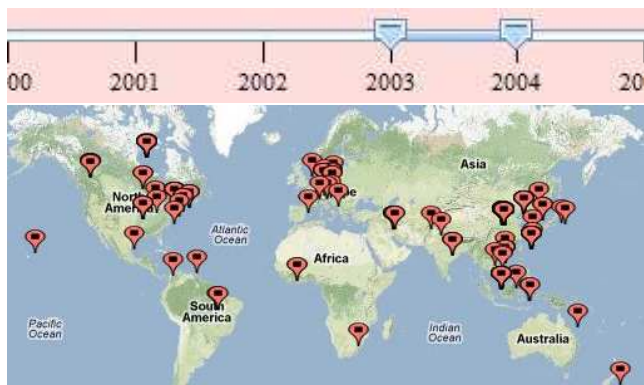 00 2001 2002 2003 2004 20
Asia
North
America
Atlantic
Ocean
Africa
South
America
Pacific
Ocean
Indian
Ocean
Australia